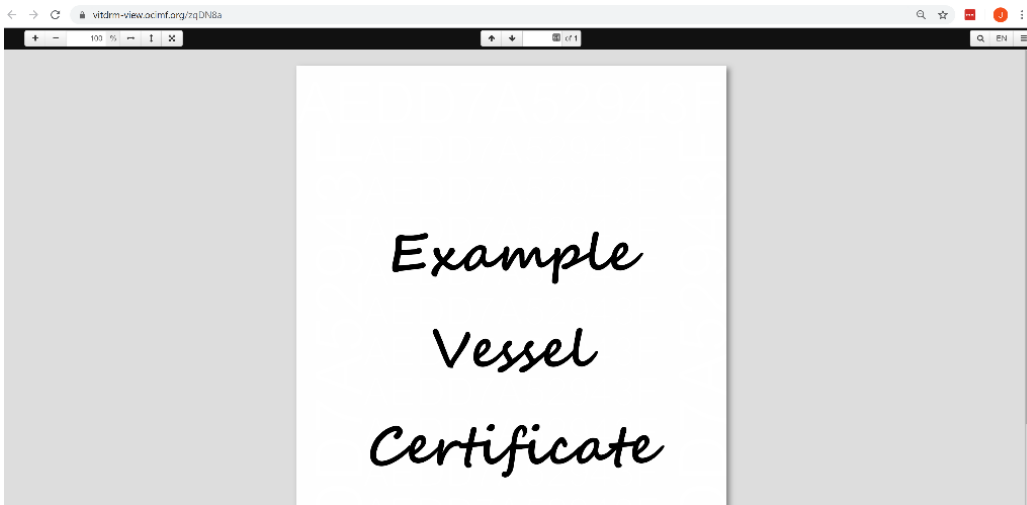 vitdrm-view.ocimf.org/zqDN8a
100 %
of 1
EN
J
Example
Vessel
Certificate